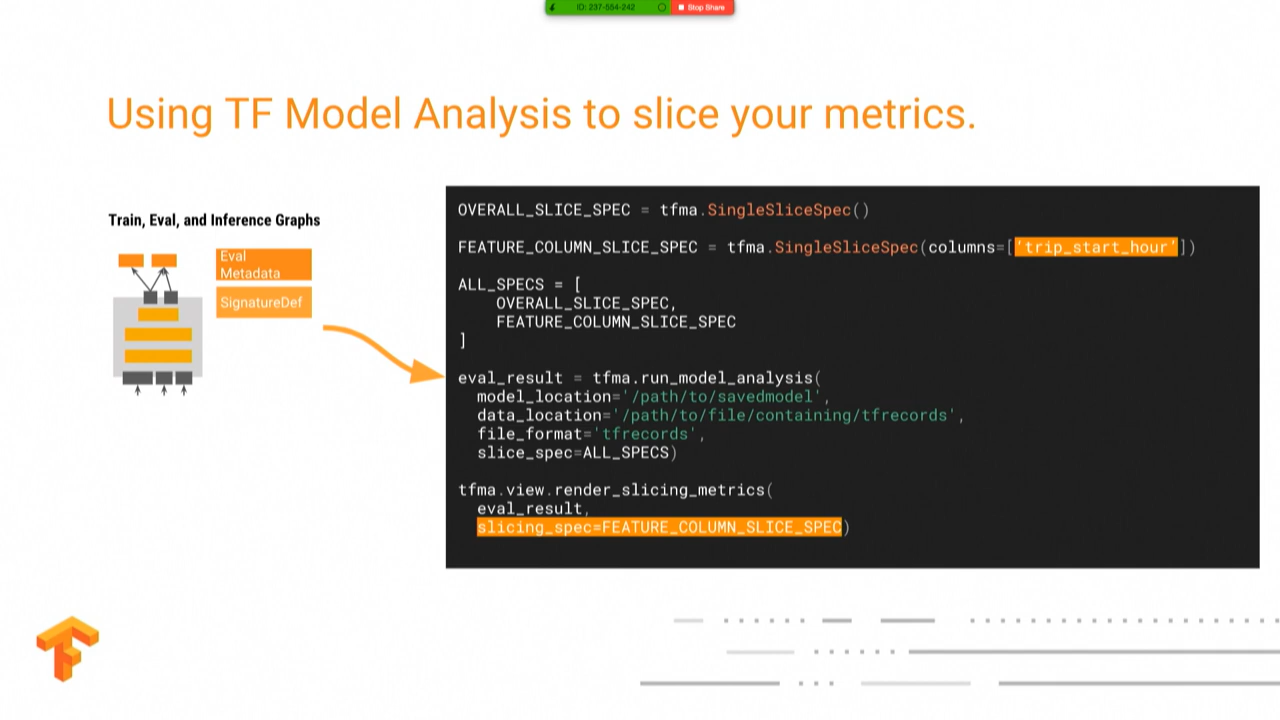 ID: 237-584-242
Stop Share
Using TF Model Analysis to slice your metrics.
Train, Eval, and Inference Graphs
Eval
Metadata
SignatureDef
OVERALL_SLICE_SPEC = tfma.SingleSliceSpec()
FEATURE_COLUMN_SLICE_SPEC = tfma.SingleSliceSpec(columns=['trip_start_hour'])
ALL_SPECS = [
OVERALL_SLICE_SPEC,
FEATURE_COLUMN_SLICE_SPEC
]
eval_result = tfma.run_model_analysis(
model_location='/path/to/savedmodel',
data_location='/path/to/file/containing/tfrecords',
file_format='tfrecords',
slice_spec=ALL_SPECS)
tfma.view.render_slicing_metrics(
eval_result,
slicing_spec=FEATURE_COLUMN_SLICE_SPEC)